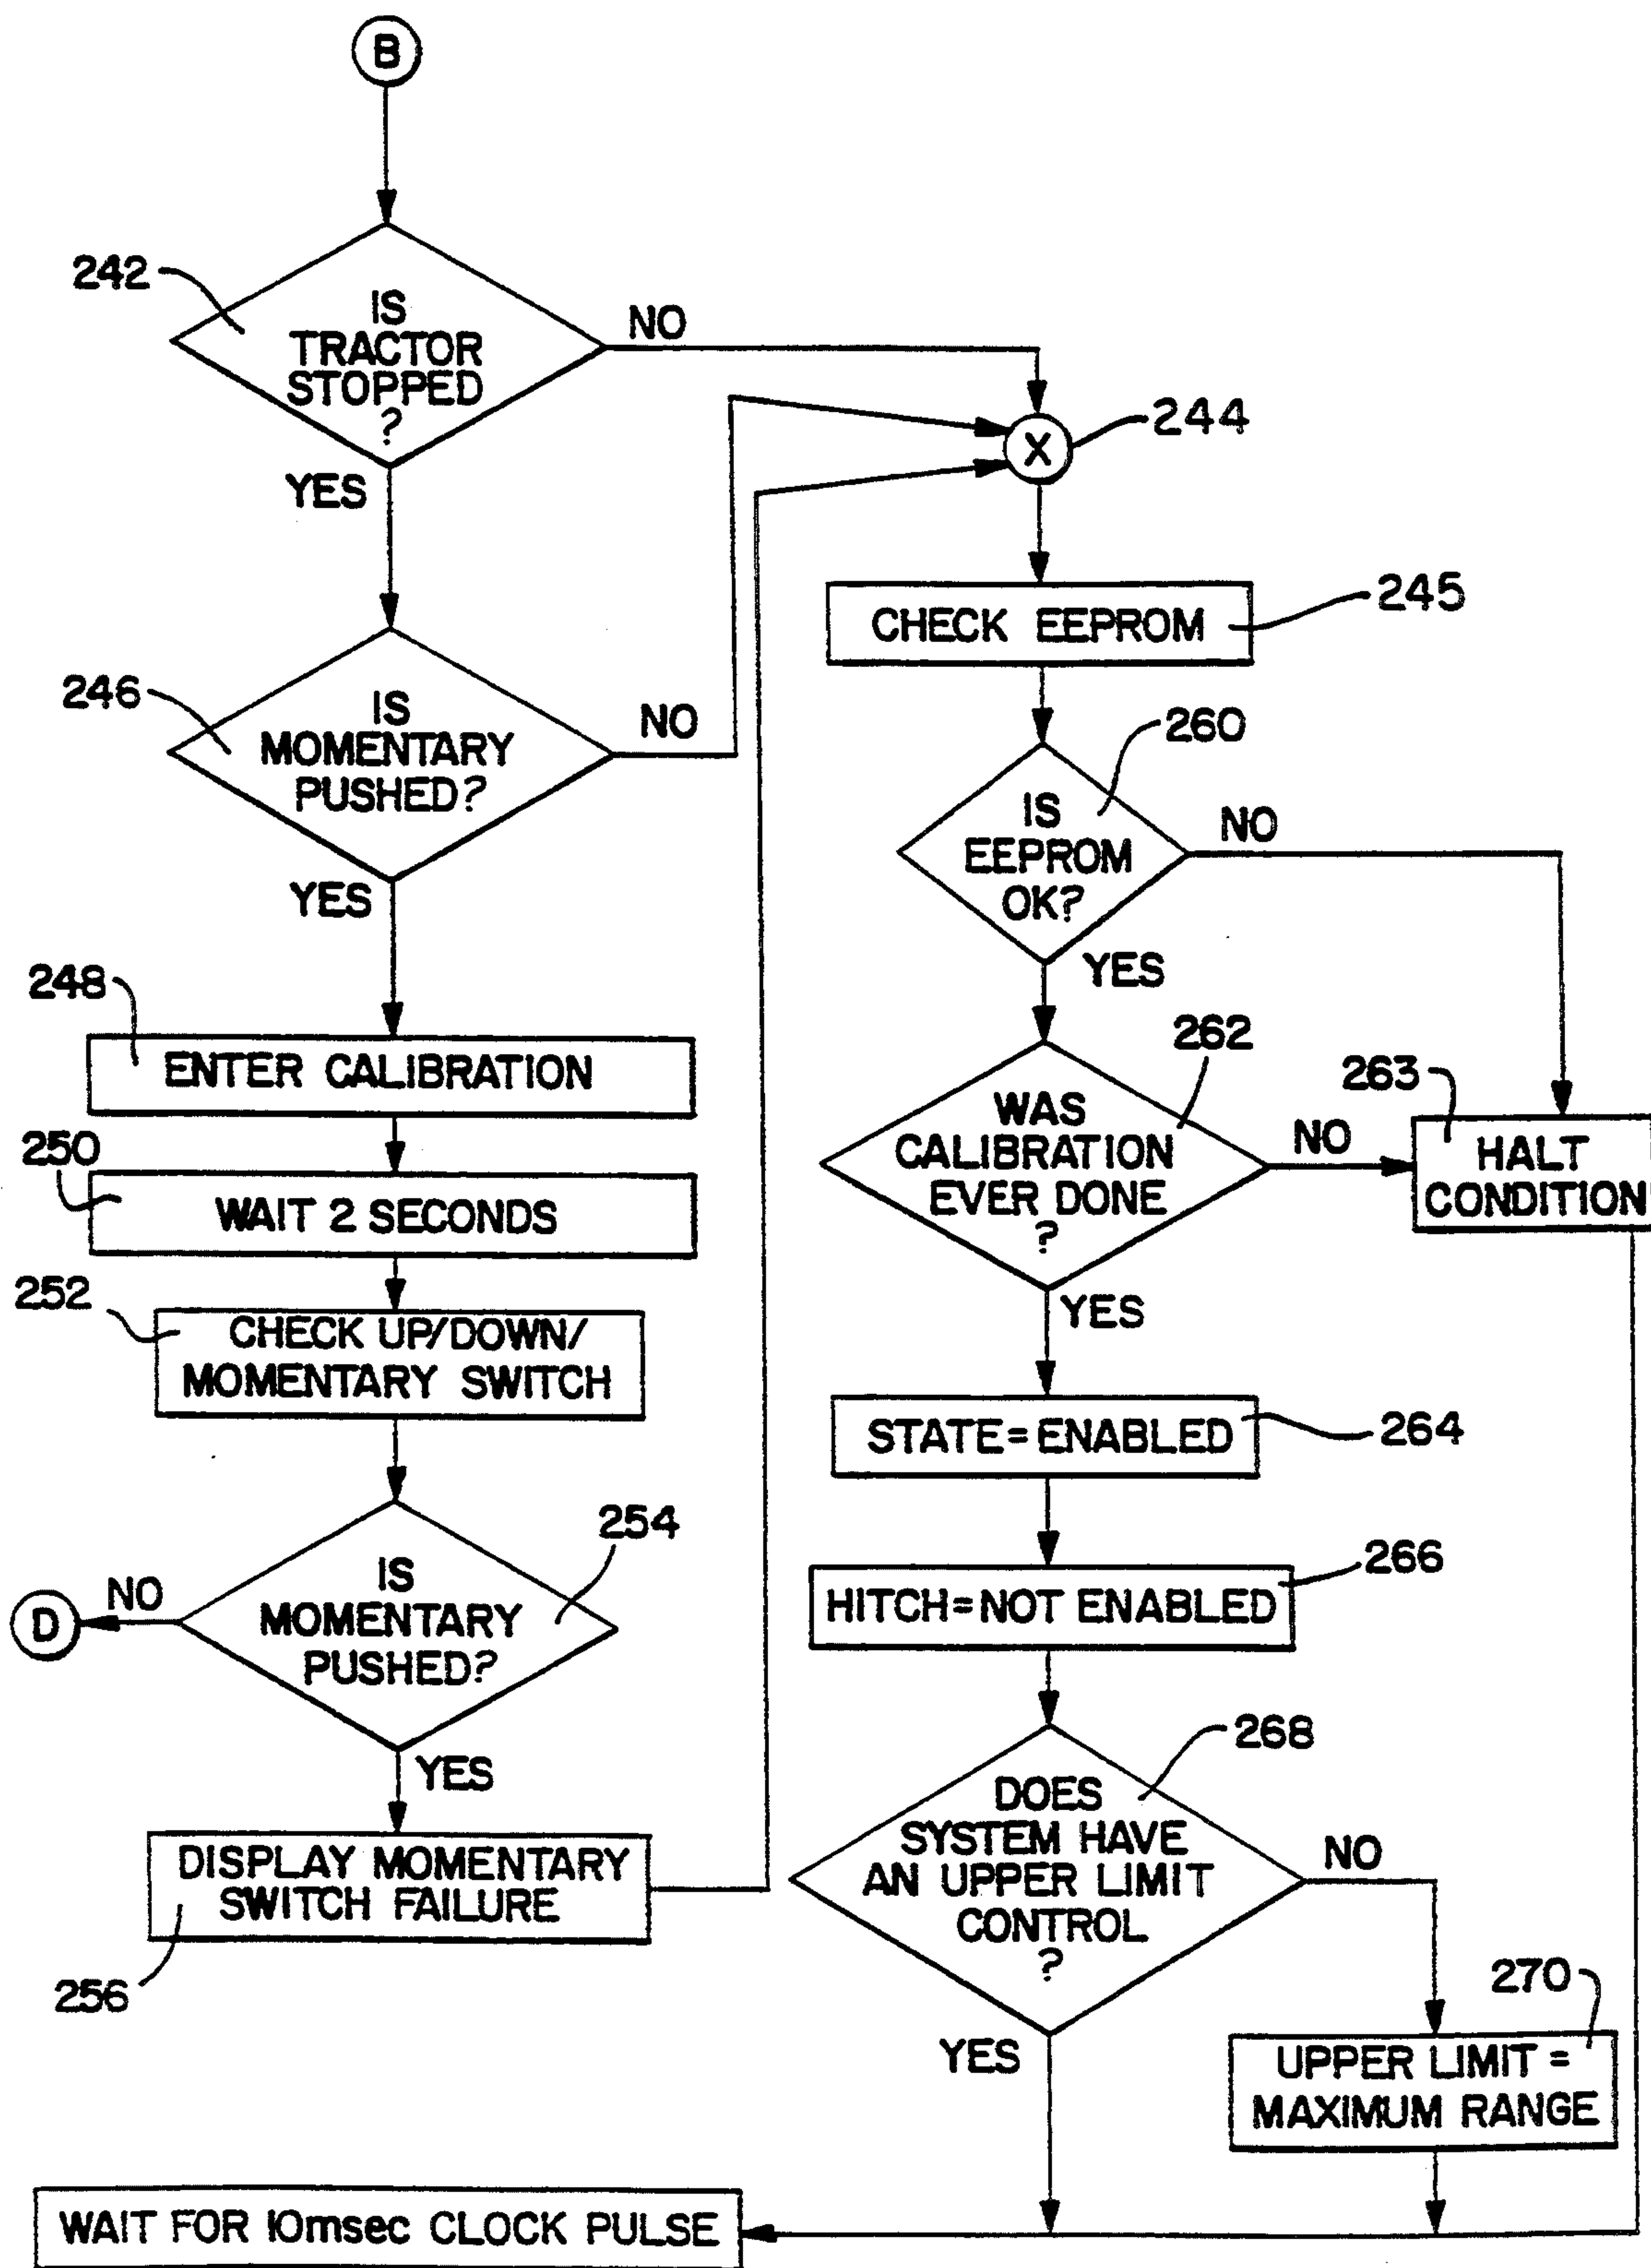 B
242
IS
TRACTOR
STOPPED
?
NO
YES
X
244
246
IS
MOMENTARY
PUSHED?
NO
YES
248
ENTER CALIBRATION
250
WAIT 2 SECONDS
252
CHECK UP/DOWN/
MOMENTARY SWITCH
254
IS
MOMENTARY
PUSHED?
NO
D
YES
DISPLAY MOMENTARY
SWITCH FAILURE
256
CHECK EEPROM
245
260
IS
EEPROM
OK?
NO
YES
262
WAS
CALIBRATION
EVER DONE
?
NO
263
HALT
CONDITION
YES
STATE=ENABLED
264
HITCH=NOT ENABLED
266
268
DOES
SYSTEM HAVE
AN UPPER LIMIT
CONTROL
?
NO
YES
270
UPPER LIMIT =
MAXIMUM RANGE
WAIT FOR 10msec CLOCK PULSE